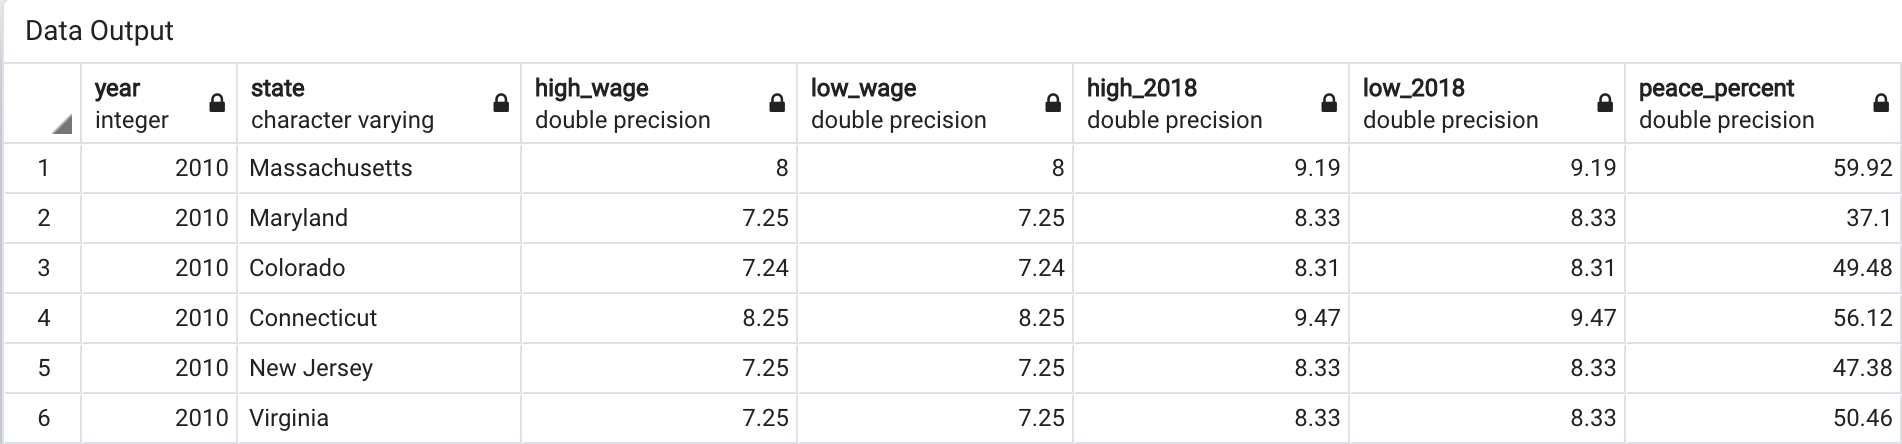 Data Output
year state high_wage low_wage high_2018 low_2018 peace_percent
integer character varying double precision double precision double precision double precision double precision
1 2010 Massachusetts 8 8 9.19 9.19 59.92
2 2010 Maryland 7.25 7.25 8.33 8.33 37.1
3 2010 Colorado 7.24 7.24 8.31 8.31 49.48
4 2010 Connecticut 8.25 8.25 9.47 9.47 56.12
5 2010 New Jersey 7.25 7.25 8.33 8.33 47.38
6 2010 Virginia 7.25 7.25 8.33 8.33 50.46